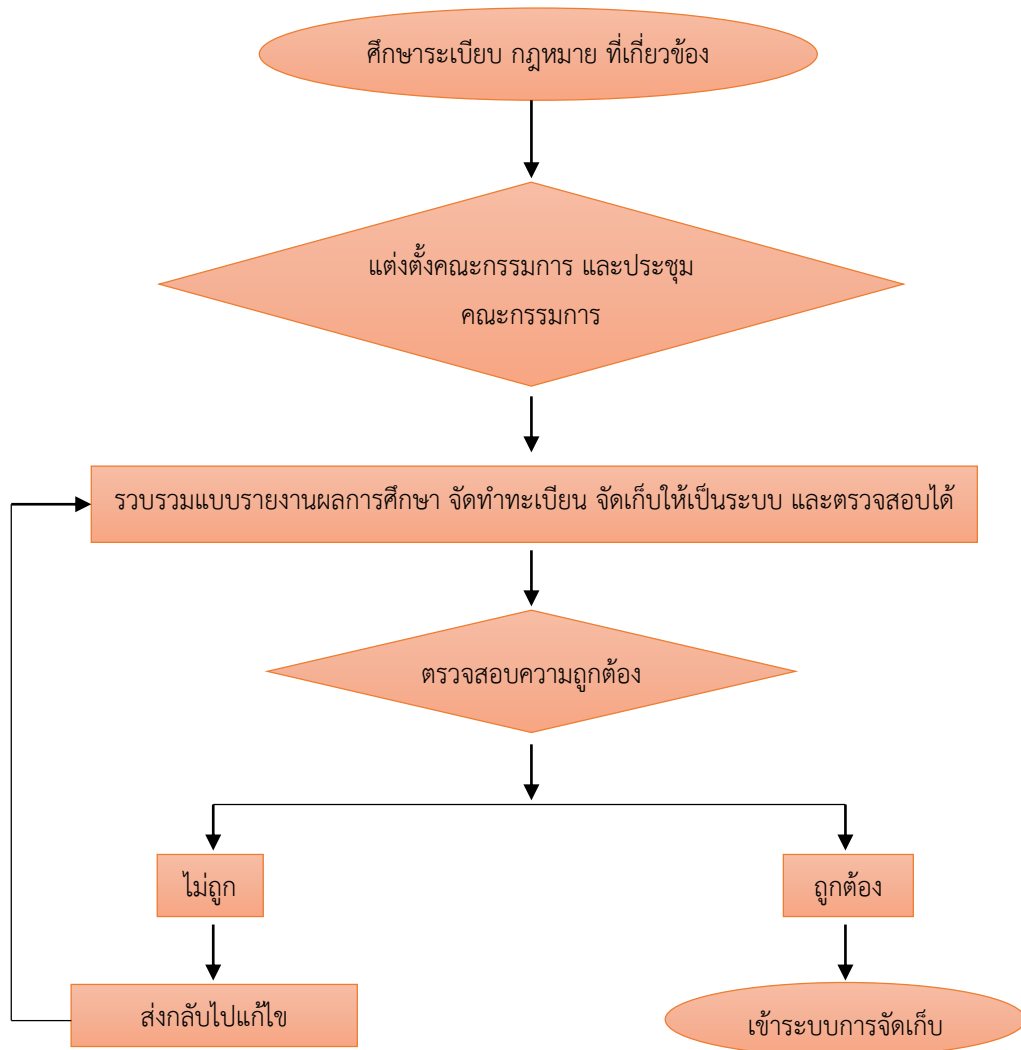 ศึกษาระเบียบ กฎหมาย ที่เกี่ยวข้อง
แต่งตั้งคณะกรรมการ และประชุม
คณะกรรมการ
รวบรวมแบบรายงานผลการศึกษา จัดทำทะเบียน จัดเก็บให้เป็นระบบ และตรวจสอบได้
ตรวจสอบความถูกต้อง
ไม่ถูก
ถูกต้อง
ส่งกลับไปแก้ไข
เข้าระบบการจัดเก็บ